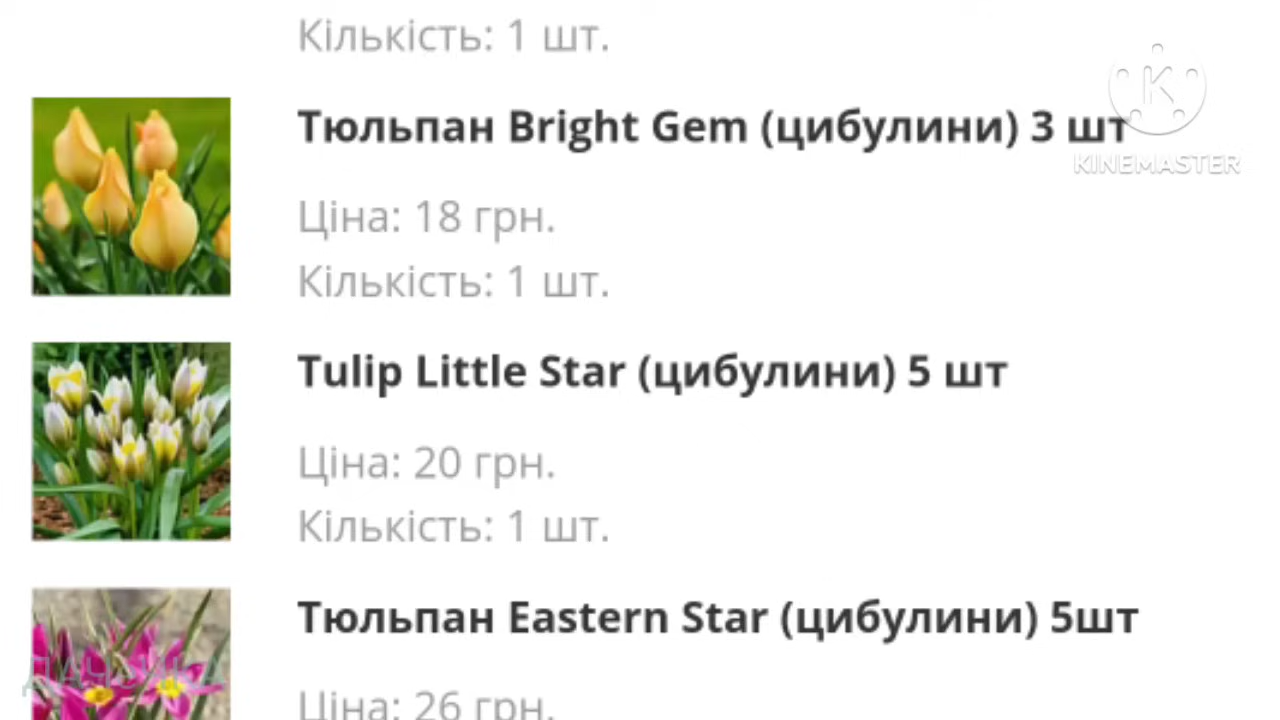 Кількість: 1 шт.
Тюльпан Bright Gem (цибулини) 3 шт
KINEMASTER
Ціна: 18 грн.
Кількість: 1 шт.
Tulip Little Star (цибулини) 5 шт
Ціна: 20 грн.
Кількість: 1 шт.
Тюльпан Eastern Star (цибулини) 5шт
Ціна: 26 грн.